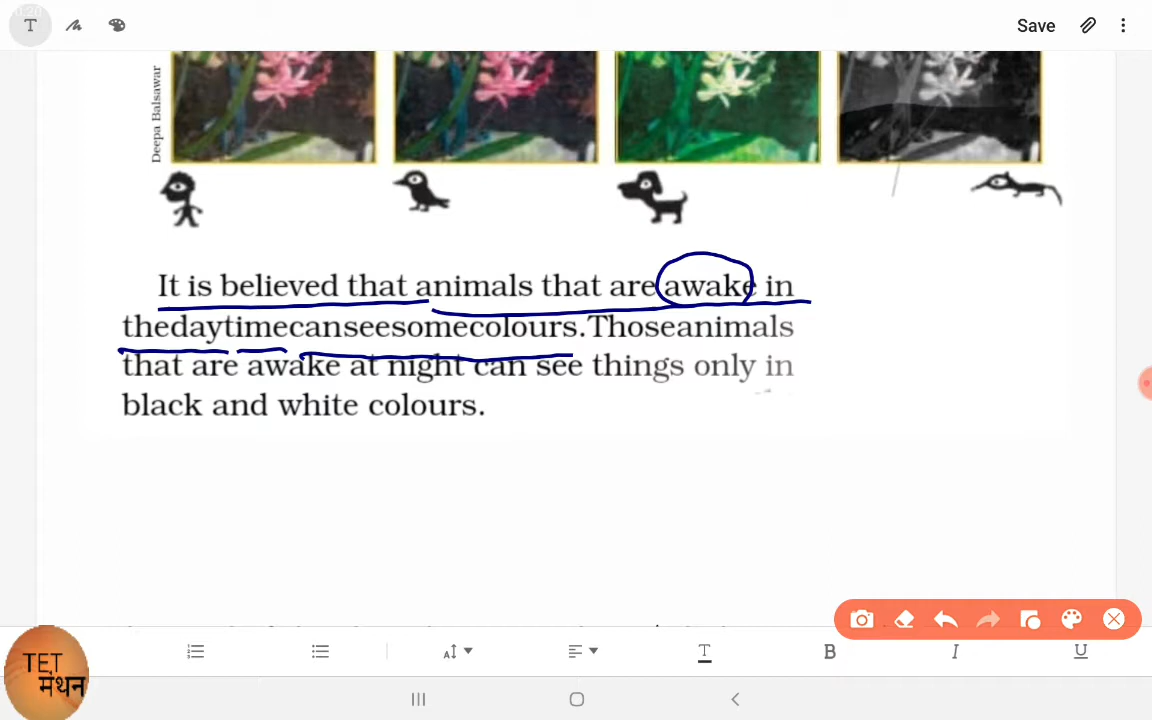 T
Save
Deepa Balsawar
It is believed that animals that are awake in
thedaytimecanseesomecolours.Thoseanimals
that are awake at night can see things only in
black and white colours.
TET
मंथन
T
B
I
U